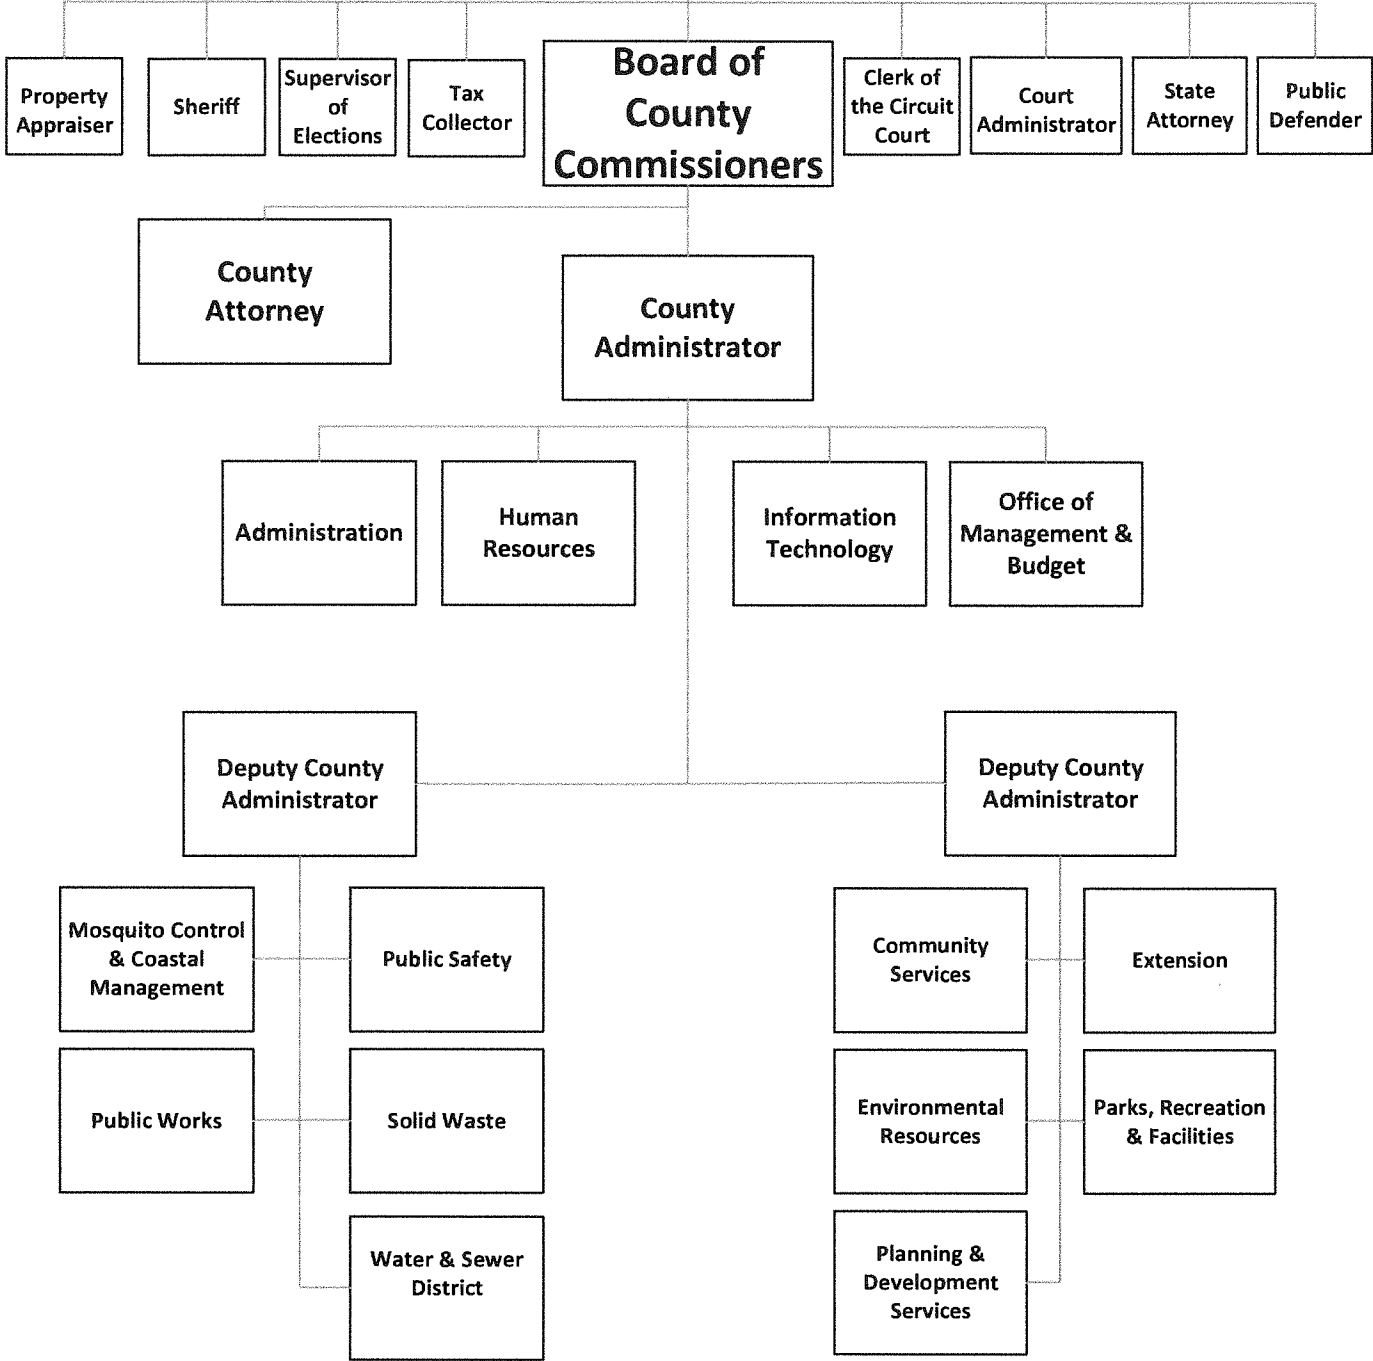 Property
Appraiser
Sheriff
Supervisor
of
Elections
Tax
Collector
Board of
County
Commissioners
Clerk of
the Circuit
Court
Court
Administrator
State
Attorney
Public
Defender
County
Attorney
County
Administrator
Administration
Human
Resources
Information
Technology
Office of
Management &
Budget
Deputy County
Administrator
Deputy County
Administrator
Mosquito Control
& Coastal
Management
Public Safety
Community
Services
Extension
Public Works
Solid Waste
Environmental
Resources
Parks, Recreation
& Facilities
Water & Sewer
District
Planning &
Development
Services